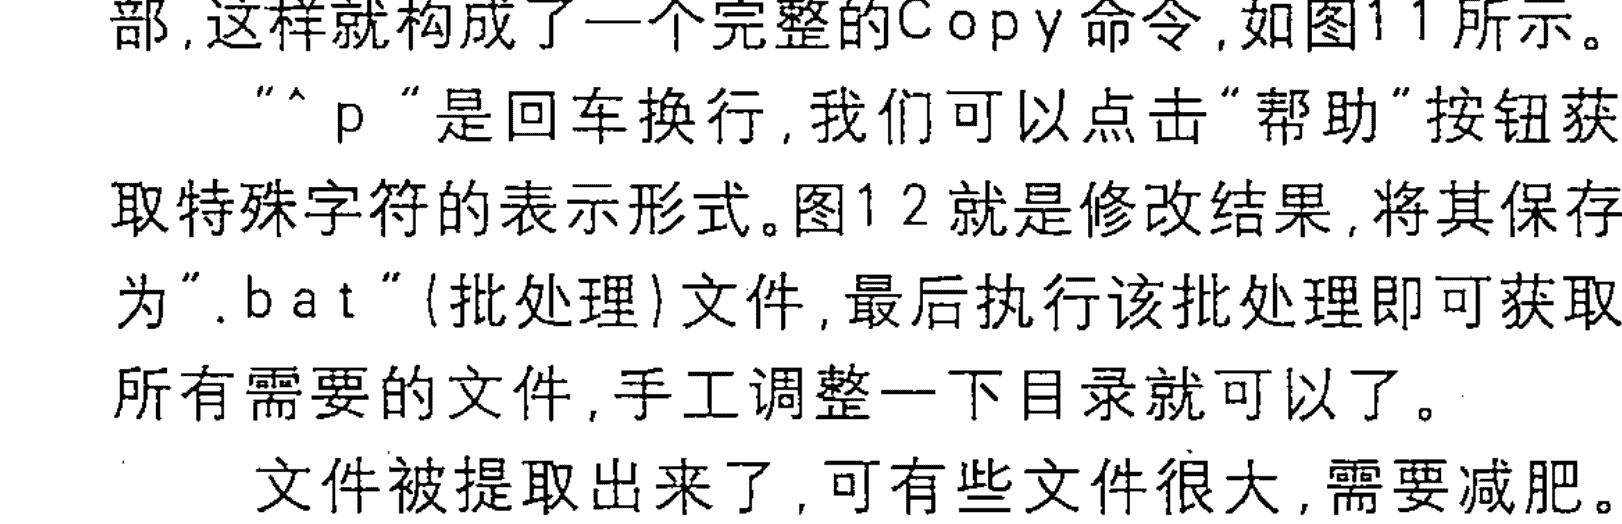 部,这样就构成了一个完整的Copy命令,如图11所示。
"^p"是回车换行,我们可以点击"帮助"按钮获
取特殊字符的表示形式。图12就是修改结果,将其保存
为".bat"(批处理)文件,最后执行该批处理即可获取
所有需要的文件,手工调整一下目录就可以了。
文件被提取出来了,可有些文件很大,需要减肥。